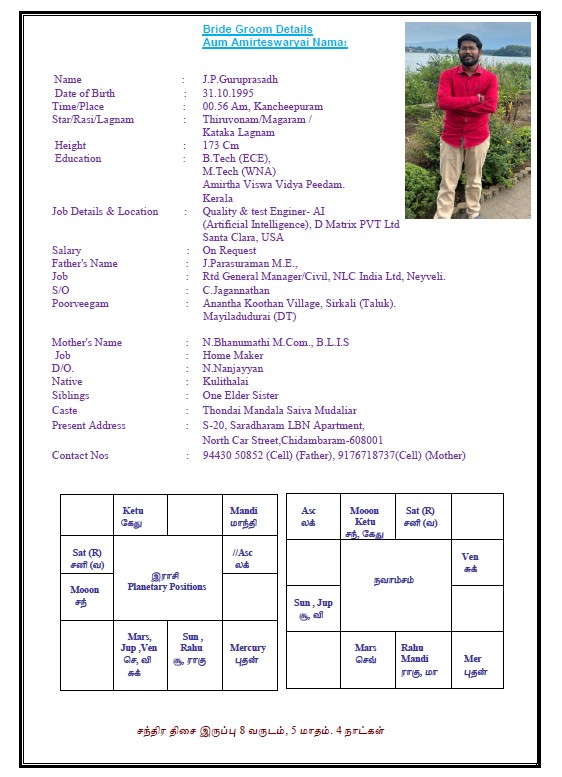 Bride Groom Details
Aum Amirteswaryai Nama:
Name : J.P.Guruprasadh
Date of Birth : 31.10.1995
Time/Place : 00.56 Am, Kancheepuram
Star/Rasi/Lagnam : Thiruvonam/Magaram /
Kataka Lagnam
Height : 173 Cm
Education : B.Tech (ECE),
M.Tech (WNA)
Amirtha Viswa Vidya Peedam.
Kerala
Job Details & Location : Quality & test Enginer- AI
(Artificial Intelligence), D Matrix PVT Ltd
Santa Clara, USA
Salary : On Request
Father's Name : J.Parasuraman M.E.,
Job : Rtd General Manager/Civil, NLC India Ltd, Neyveli.
S/O : C.Jagannathan
Poorveegam : Anantha Koothan Village, Sirkali (Taluk).
Mayiladudurai (DT)
Mother's Name : N.Bhanumathi M.Com., B.L.I.S
Job : Home Maker
D/O. : N.Nanjayyan
Native : Kulithalai
Siblings : One Elder Sister
Caste : Thondai Mandala Saiva Mudaliar
Present Address : S-20, Saradharam LBN Apartment,
North Car Street,Chidambaram-608001
Contact Nos : 94430 50852 (Cell) (Father), 9176718737(Cell) (Mother)
Ketu
கேது
Mandi
மாந்தி
Sat (R)
சனி (வ)
//Asc
லக்
இராசி
Planetary Positions
Mooon
சந்
Mars,
Jup ,Ven
செ, வி
சுக்
Sun ,
Rahu
சூ, ராகு
Mercury
புதன்
Asc
லக்
Mooon
Ketu
சந், கேது
Sat (R)
சனி (வ)
Ven
சுக்
நவாம்சம்
Sun , Jup
சூ, வி
Mars
செவ்
Rahu
Mandi
ராகு, மா
Mer
புதன்
சந்திர திசை இருப்பு 8 வருடம், 5 மாதம். 4 நாட்கள்